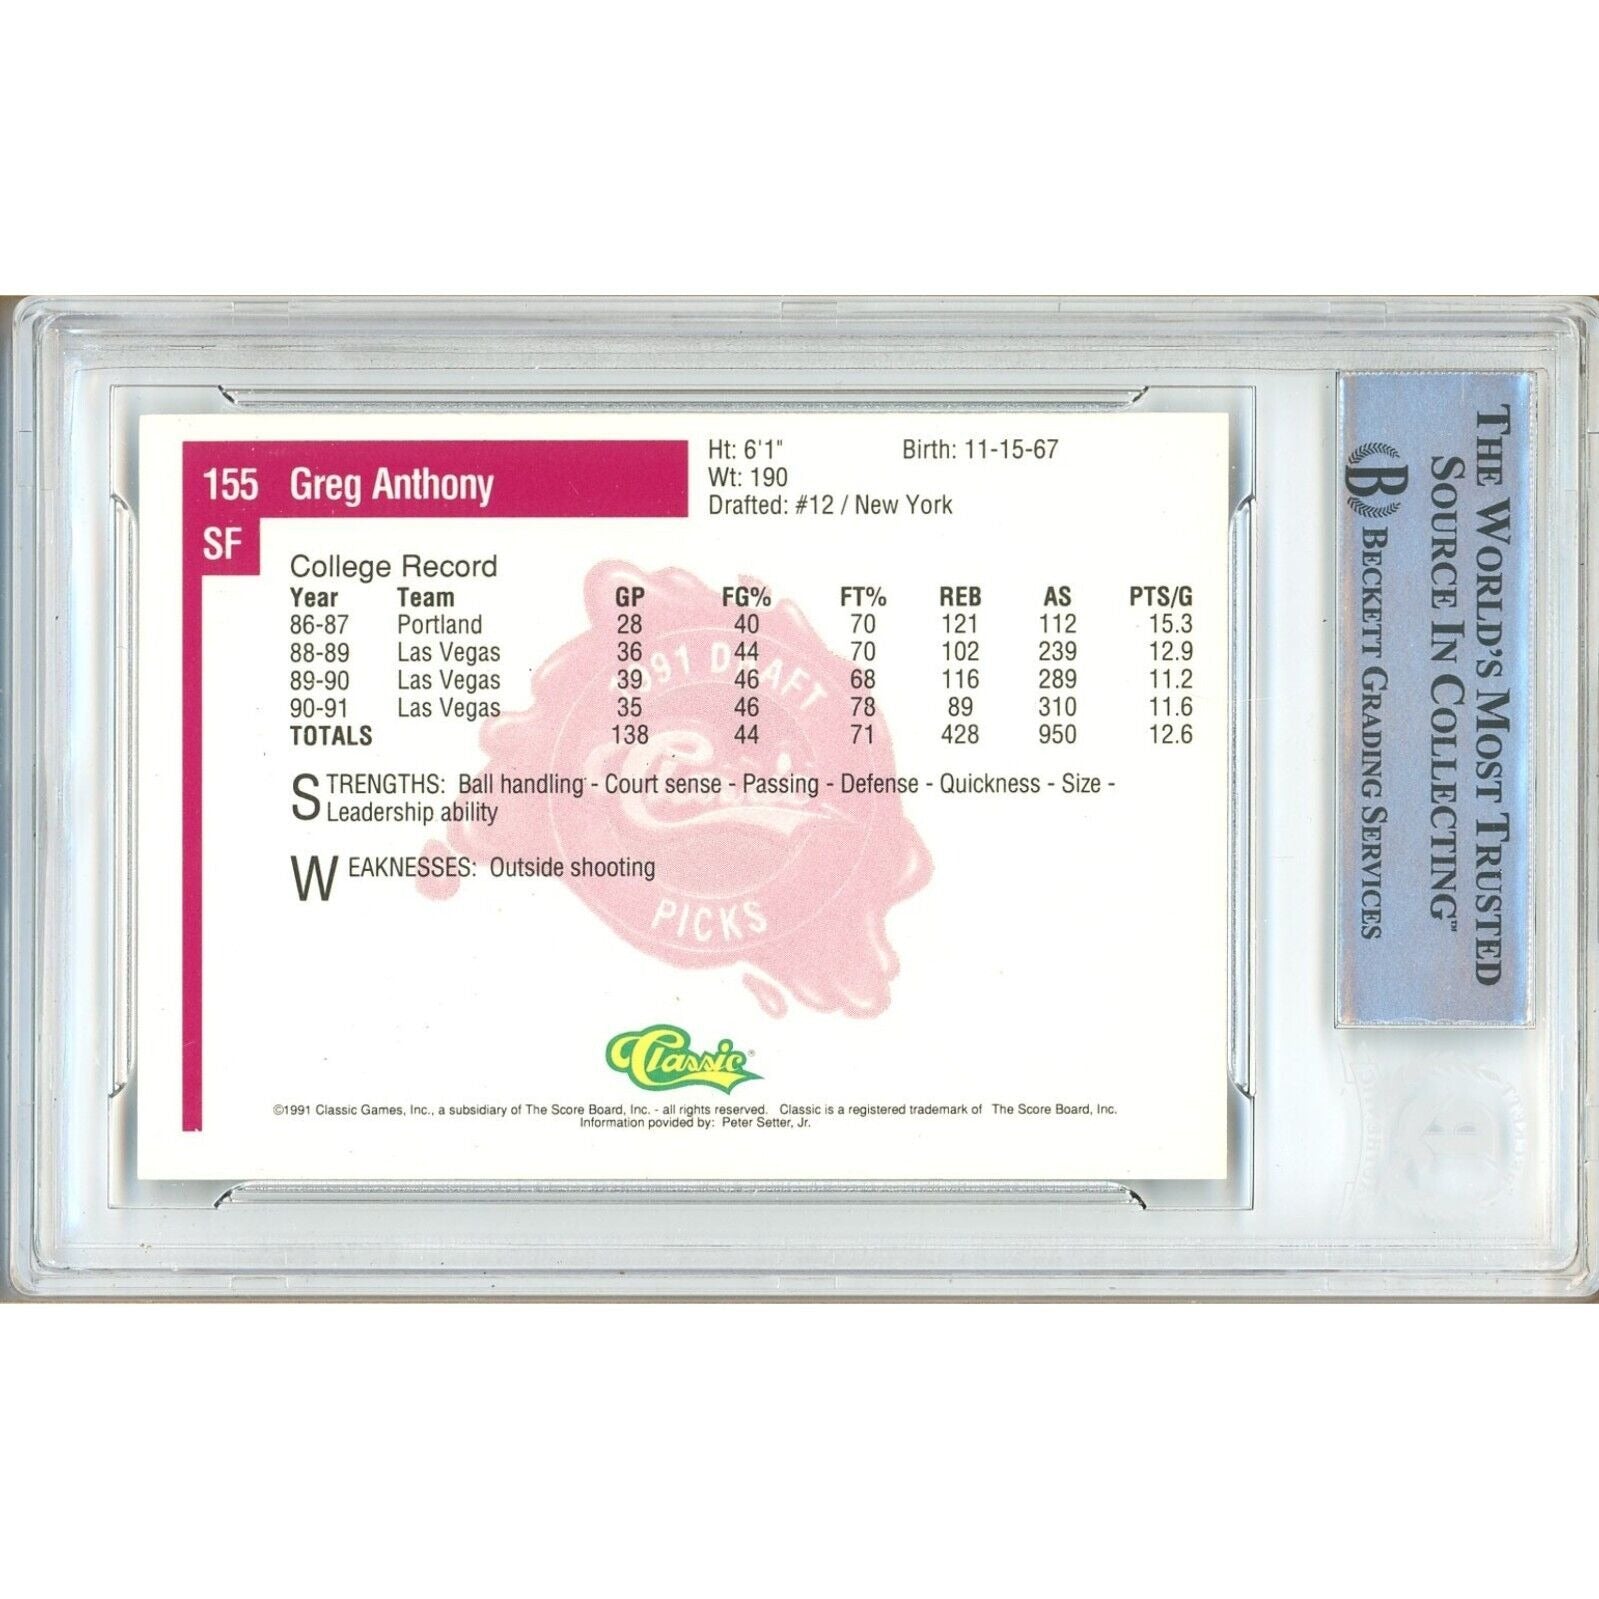 155 Greg Anthony
SF
Ht: 6'1" Birth: 11-15-67
Wt: 190
Drafted: #12 / New York
College Record
Year Team GP FG% FT% REB AS PTS/G
86-87 Portland 28 40 70 121 112 15.3
88-89 Las Vegas 36 44 70 102 239 12.9
89-90 Las Vegas 39 46 68 116 289 11.2
90-91 Las Vegas 35 46 78 89 310 11.6
TOTALS 138 44 71 428 950 12.6
STRENGTHS: Ball handling - Court sense - Passing - Defense - Quickness - Size -
Leadership ability
WEAKNESSES: Outside shooting
1991 DRAFT
Classic
PICKS
Classic®
©1991 Classic Games, Inc., a subsidiary of The Score Board, Inc. - all rights reserved. Classic is a registered trademark of The Score Board, Inc.
Information povided by: Peter Setter, Jr.
THE WORLD'S MOST TRUSTED
SOURCE IN COLLECTING™
B BECKETT GRADING SERVICES